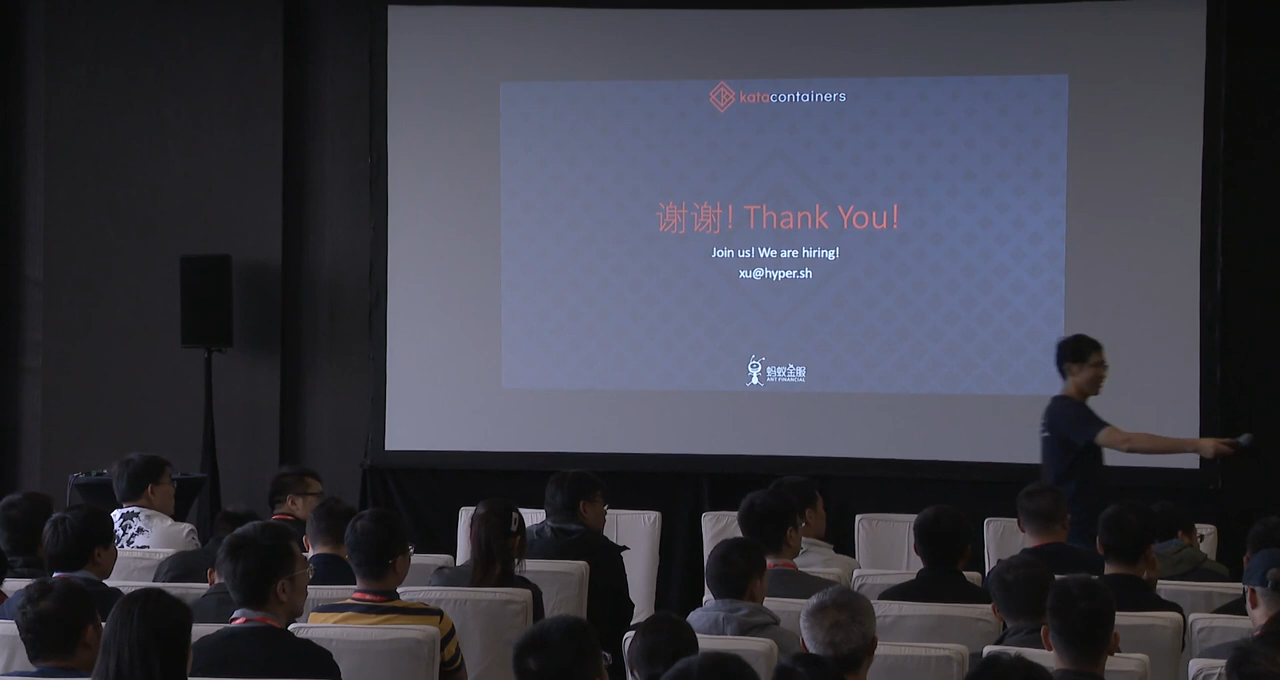 katacontainers
谢谢! Thank You!
Join us! We are hiring!
xu@hyper.sh
蚂蚁金服
ANT FINANCIAL